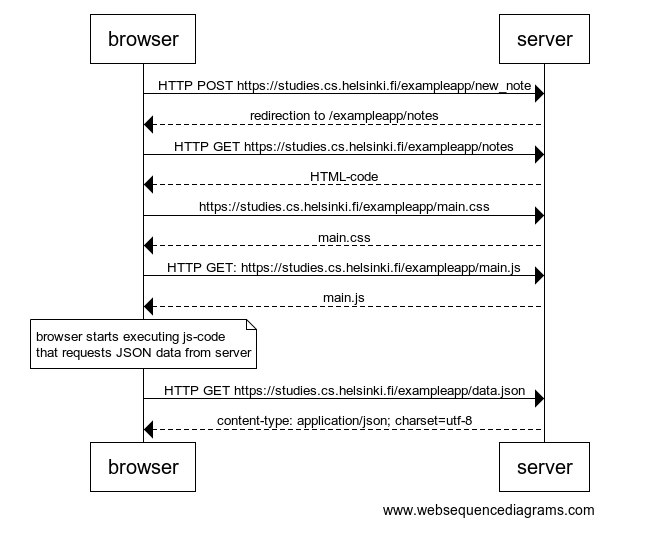 browser
server
HTTP POST https://studies.cs.helsinki.fi/exampleapp/new_note
redirection to /exampleapp/notes
HTTP GET https://studies.cs.helsinki.fi/exampleapp/notes
HTML-code
https://studies.cs.helsinki.fi/exampleapp/main.css
main.css
HTTP GET: https://studies.cs.helsinki.fi/exampleapp/main.js
main.js
browser starts executing js-code
that requests JSON data from server
HTTP GET https://studies.cs.helsinki.fi/exampleapp/data.json
content-type: application/json; charset=utf-8
browser
server
www.websequencediagrams.com